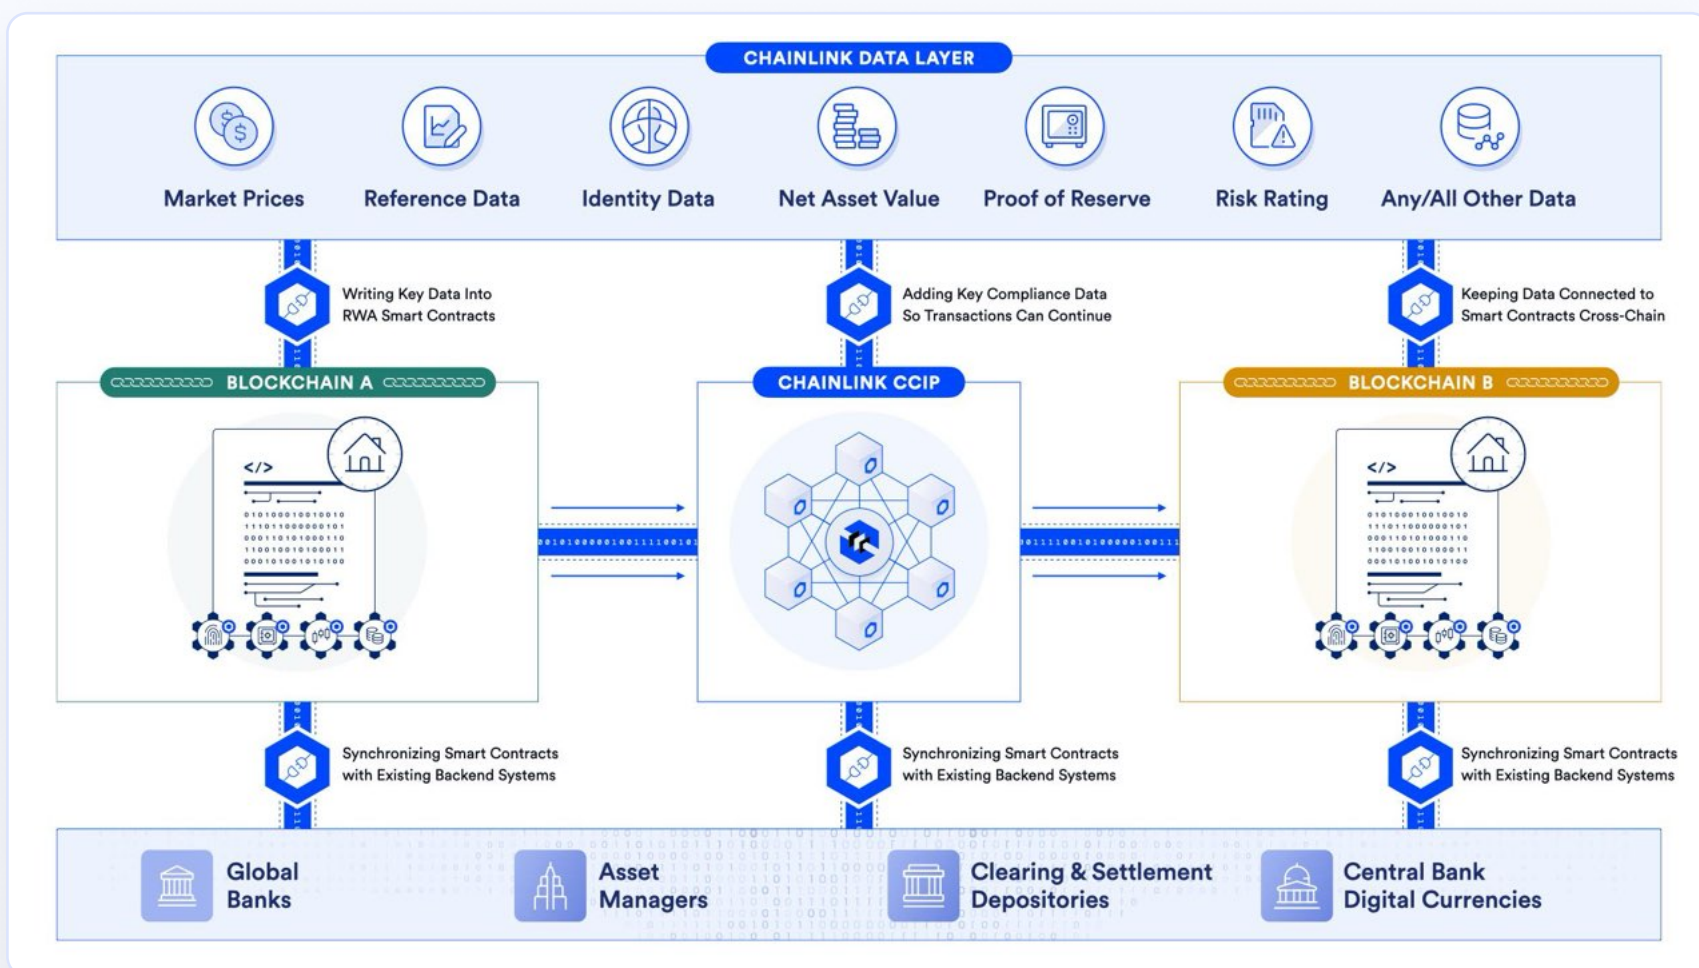 CHAINLINK DATA LAYER
Market Prices
Reference Data
Identity Data
Net Asset Value
Proof of Reserve
Risk Rating
Any/All Other Data
Writing Key Data Into
RWA Smart Contracts
Adding Key Compliance Data
So Transactions Can Continue
Keeping Data Connected to
Smart Contracts Cross-Chain
BLOCKCHAIN A
CHAINLINK CCIP
BLOCKCHAIN B
</>
</>
Synchronizing Smart Contracts
with Existing Backend Systems
Synchronizing Smart Contracts
with Existing Backend Systems
Synchronizing Smart Contracts
with Existing Backend Systems
Global
Banks
Asset
Managers
Clearing & Settlement
Depositories
Central Bank
Digital Currencies